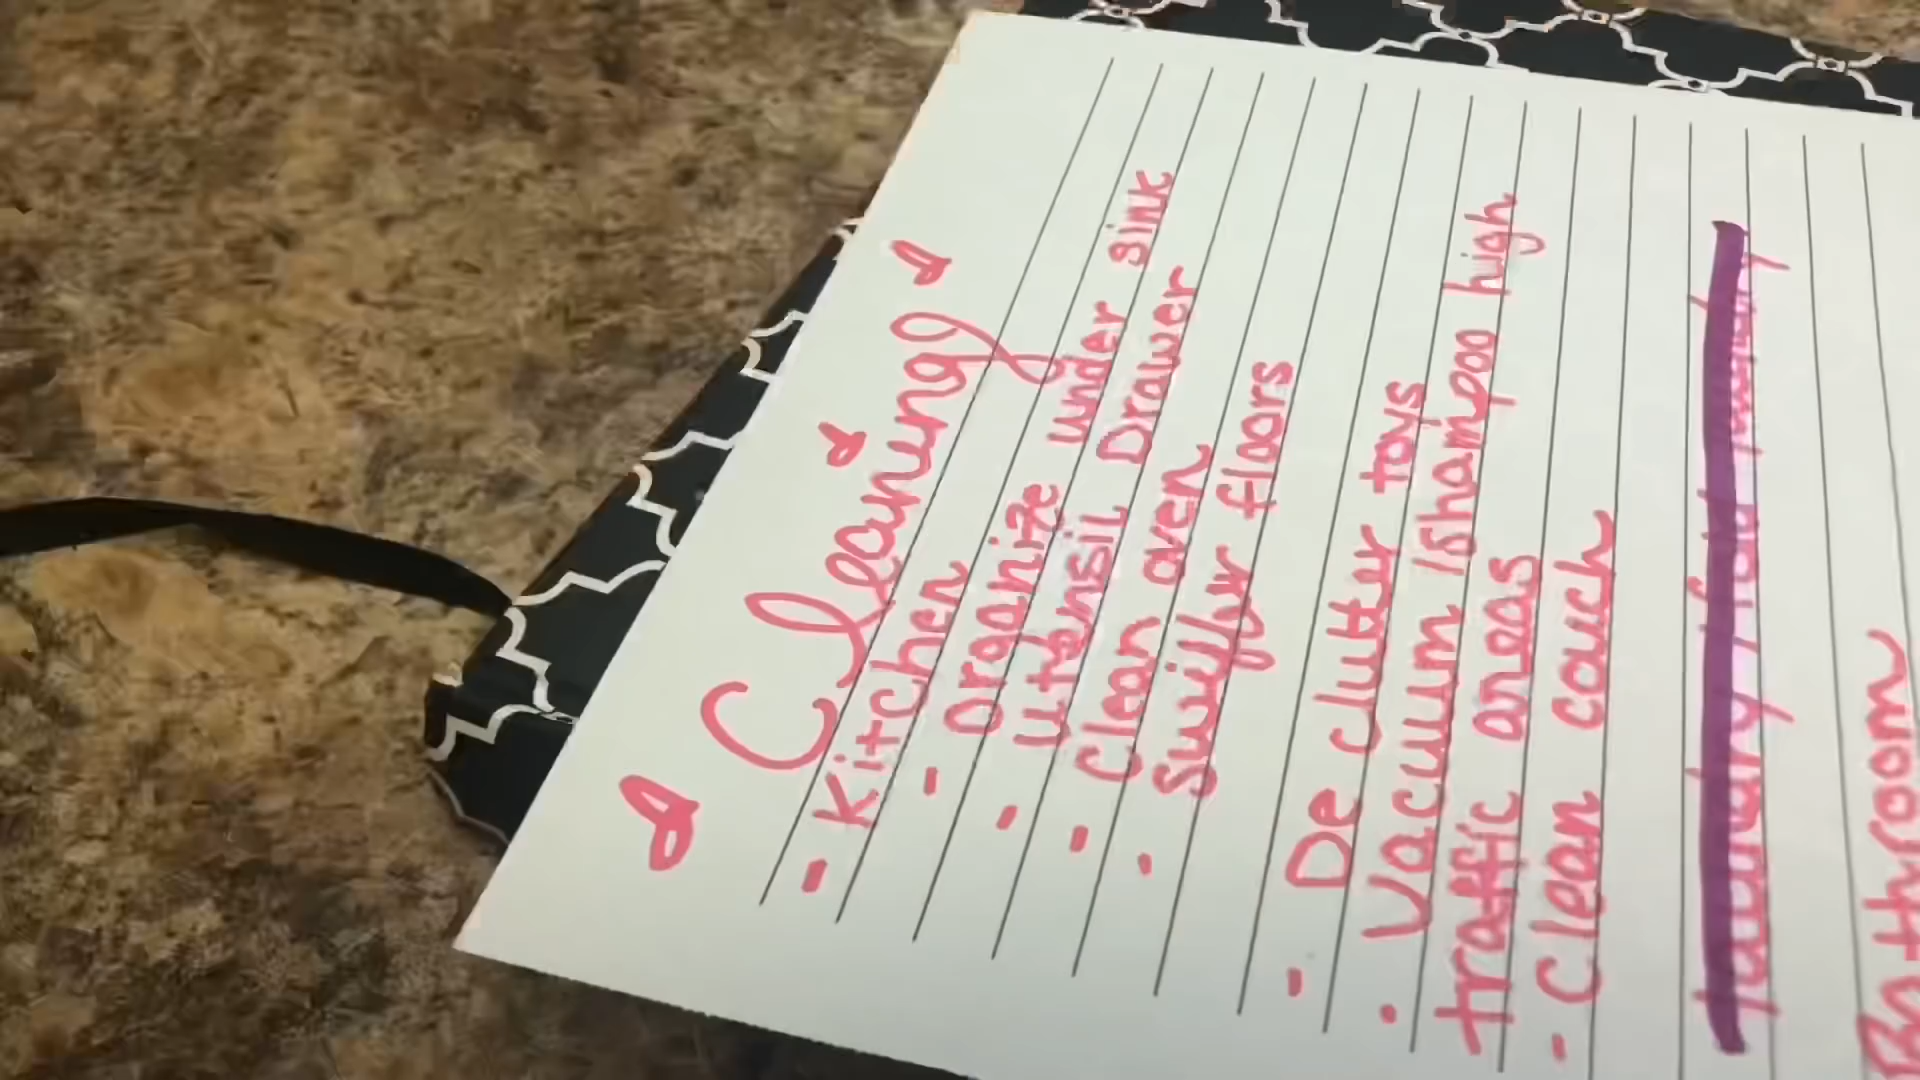 Cleaning
- Kitchen
- Organize under sink
- Utensil Drawer
- Clean oven
- Swiffur floors
- De clutter toys
- Vacuum /shampoo high
traffic areas
- Clean couch
laundry / fold
Bathroom